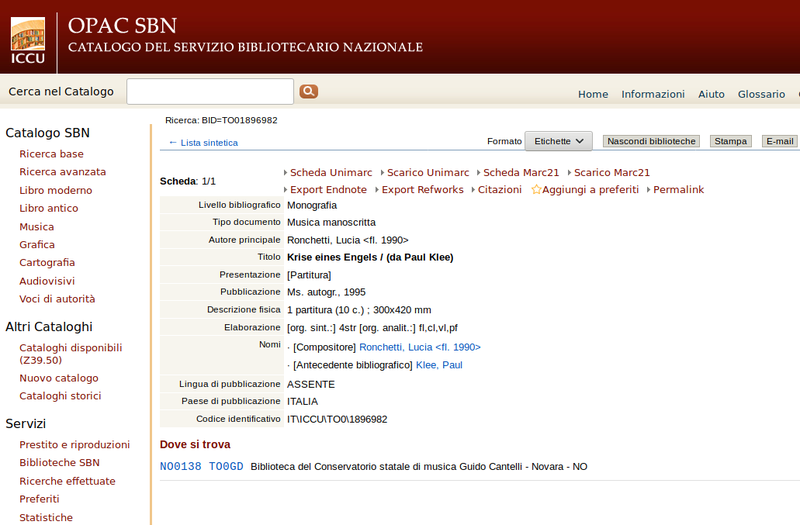 OPAC SBN
CATALOGO DEL SERVIZIO BIBLIOTECARIO NAZIONALE
ICCU
Cerca nel Catalogo
Home Informazioni Aiuto Glossario
Ricerca: BID=TO01896982
← Lista sintetica
Formato Etichette Nascondi biblioteche Stampa E-mail
Catalogo SBN
Ricerca base
Ricerca avanzata
Libro moderno
Libro antico
Musica
Grafica
Cartografia
Audiovisivi
Voci di autorità
Altri Cataloghi
Cataloghi disponibili
(Z39.50)
Nuovo catalogo
Cataloghi storici
Servizi
Prestito e riproduzioni
Biblioteche SBN
Ricerche effettuate
Preferiti
Statistiche
Scheda: 1/1
Scheda Unimarc Scarico Unimarc Scheda Marc21 Scarico Marc21
Export Endnote Export Refworks Citazioni Aggiungi a preferiti Permalink
Livello bibliografico Monografia
Tipo documento Musica manoscritta
Autore principale Ronchetti, Lucia <fl. 1990>
Titolo Krise eines Engels / (da Paul Klee)
Presentazione [Partitura]
Pubblicazione Ms. autogr., 1995
Descrizione fisica 1 partitura (10 c.) ; 300x420 mm
Elaborazione [org. sint.:] 4str [org. analit.:] fl,cl,vl,pf
Nomi · [Compositore] Ronchetti, Lucia <fl. 1990>
· [Antecedente bibliografico] Klee, Paul
Lingua di pubblicazione ASSENTE
Paese di pubblicazione ITALIA
Codice identificativo IT\ICCU\TO0\1896982
Dove si trova
NO0138 TO0GD Biblioteca del Conservatorio statale di musica Guido Cantelli - Novara - NO